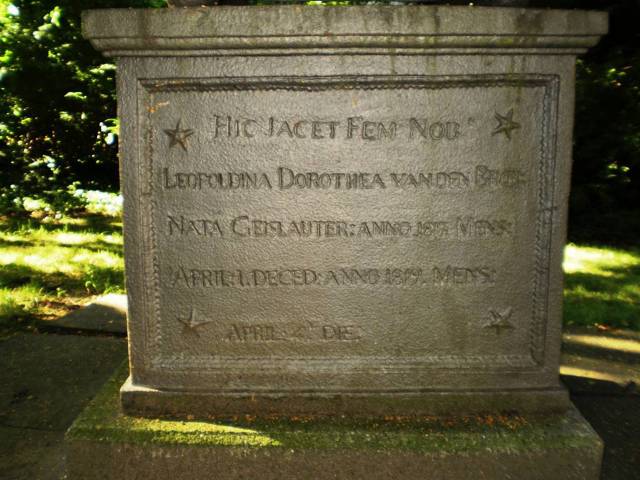 HIC JACET FEM: NOB:
LEOPOLDINA DOROTHEA VAN DEN
NATA GEISLAUTER: ANNO MENS:
APRIL: 1. DECED: ANNO 1819. MENS:
APRIL: DIE.